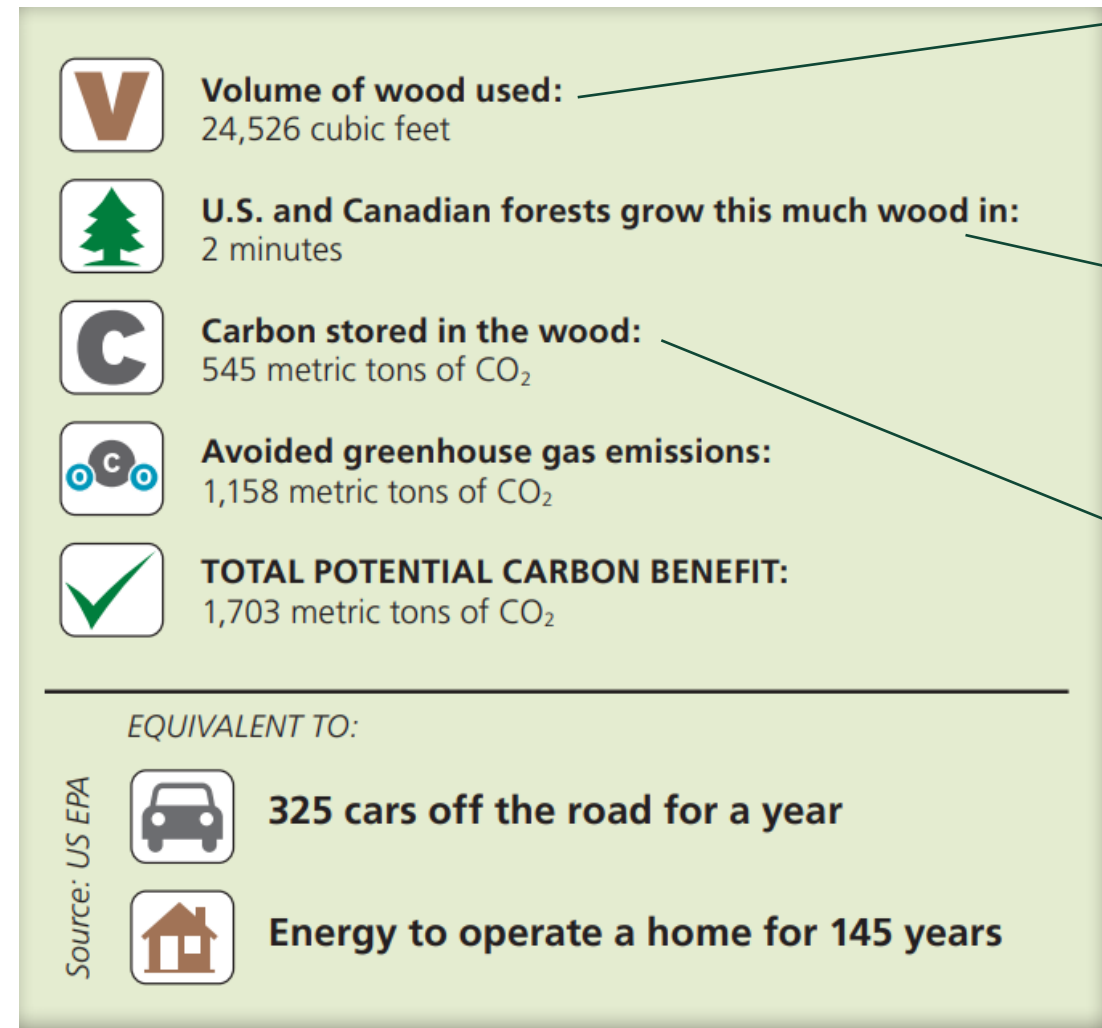 V
Volume of wood used:
24,526 cubic feet
U.S. and Canadian forests grow this much wood in:
2 minutes
C
Carbon stored in the wood:
545 metric tons of CO₂
O C O
Avoided greenhouse gas emissions:
1,158 metric tons of CO₂
TOTAL POTENTIAL CARBON BENEFIT:
1,703 metric tons of CO₂
EQUIVALENT TO:
Source: US EPA
325 cars off the road for a year
Energy to operate a home for 145 years